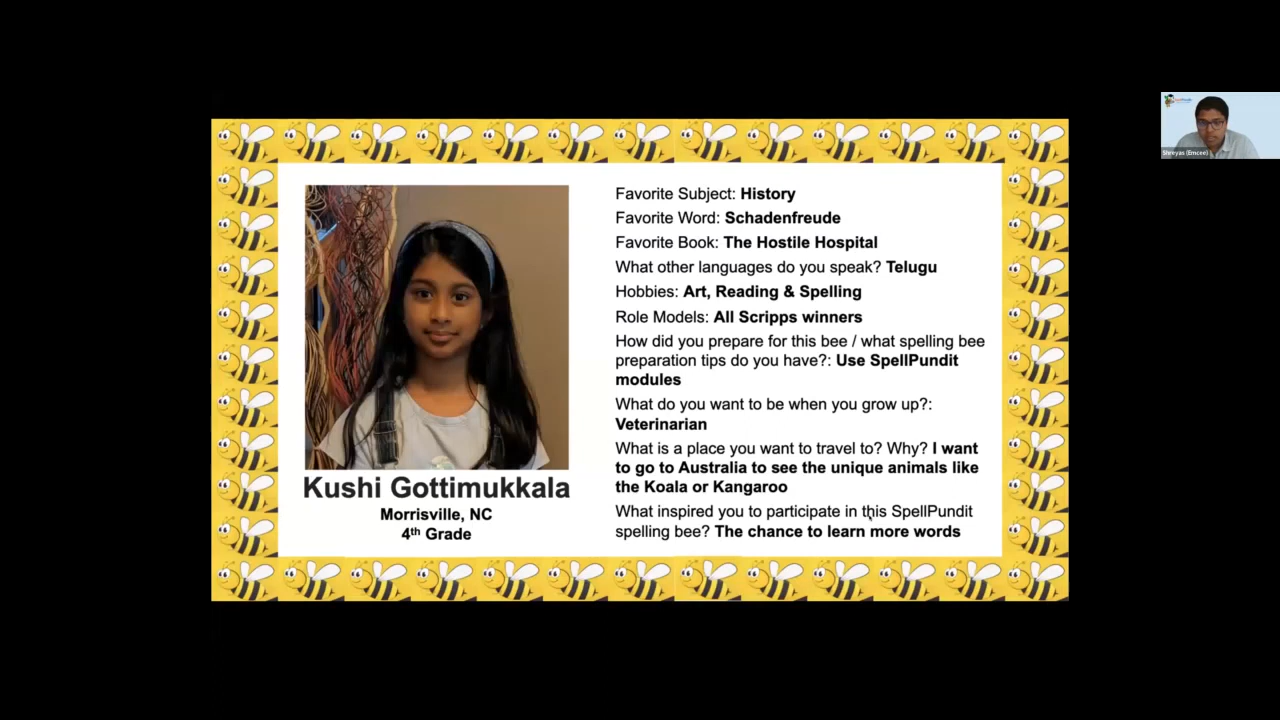 Favorite Subject: History
Favorite Word: Schadenfreude
Favorite Book: The Hostile Hospital
What other languages do you speak? Telugu
Hobbies: Art, Reading & Spelling
Role Models: All Scripps winners
How did you prepare for this bee / what spelling bee
preparation tips do you have?: Use SpellPundit
modules
What do you want to be when you grow up?:
Veterinarian
What is a place you want to travel to? Why? I want
to go to Australia to see the unique animals like
the Koala or Kangaroo
What inspired you to participate in this SpellPundit
spelling bee? The chance to learn more words
Kushi Gottimukkala
Morrisville, NC
4th Grade
Shreyas (Emcee)